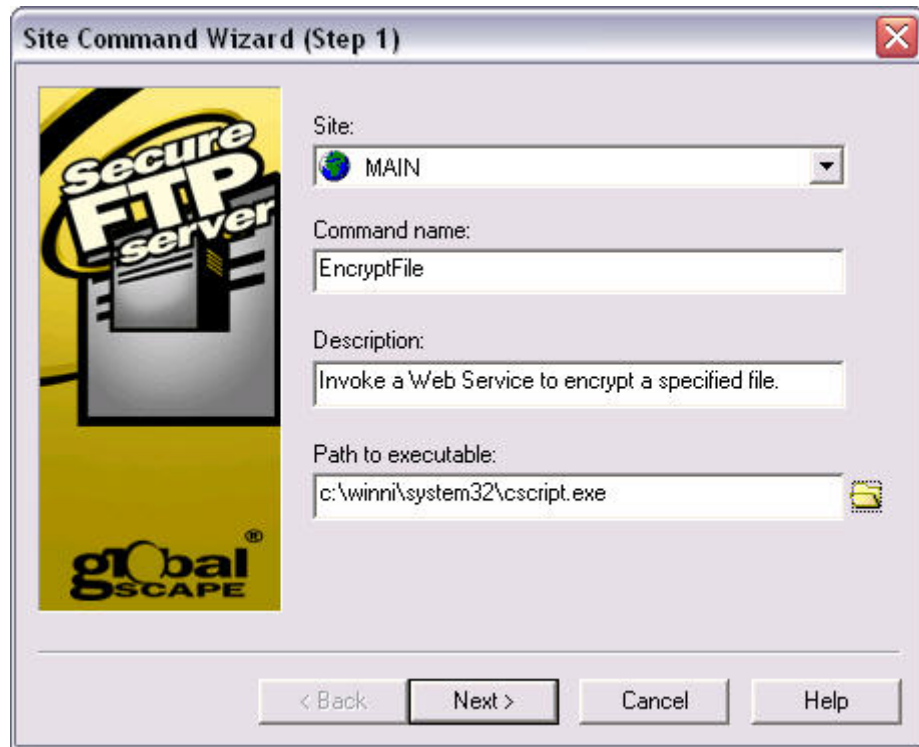 Site Command Wizard (Step 1)
Secure
FTP
server
globalSCAPE®
Site:
MAIN
Command name:
EncryptFile
Description:
Invoke a Web Service to encrypt a specified file.
Path to executable:
c:\winni\system32\cscript.exe
< Back
Next >
Cancel
Help